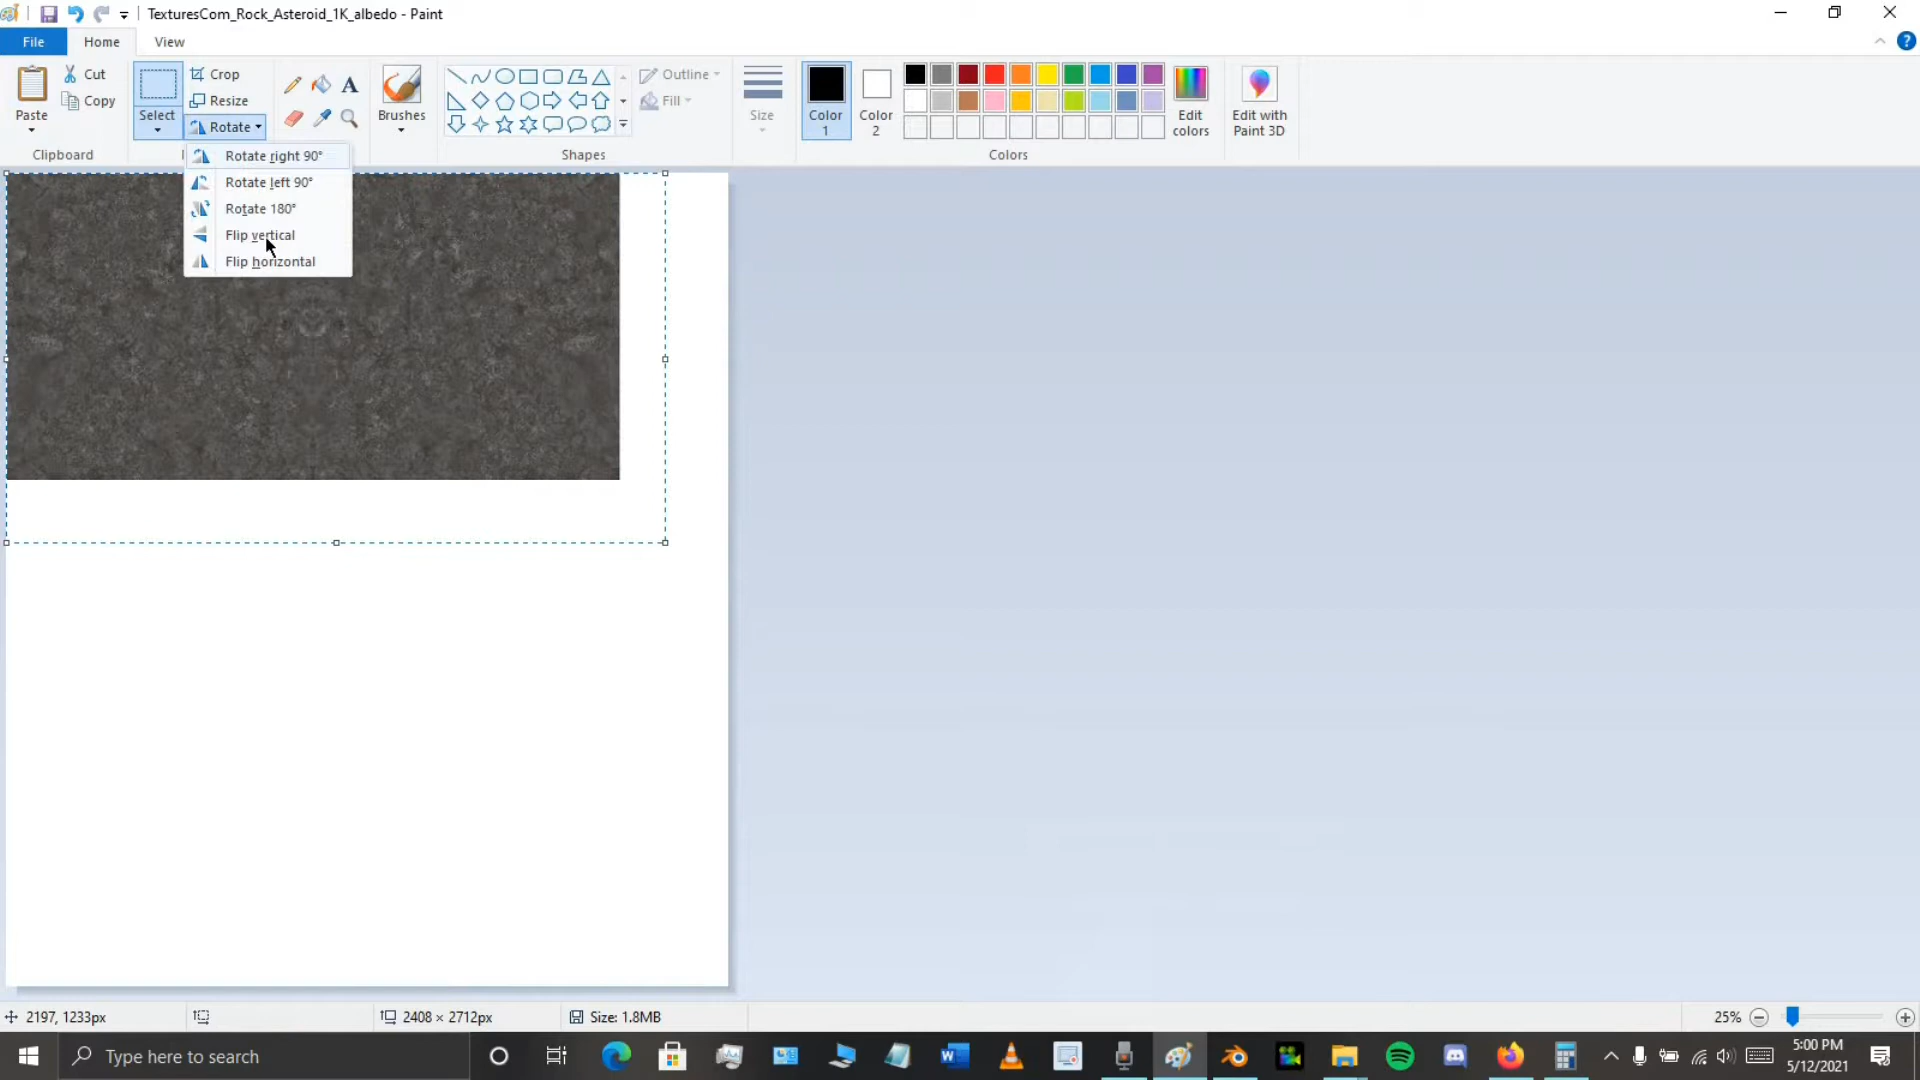 TexturesCom_Rock_Asteroid_1K_albedo - Paint
File Home View
Paste
Cut
Copy
Clipboard
Select
Crop
Resize
Rotate
A
Brushes
Outline
Fill
Shapes
Size
Color 1
Color 2
Edit colors
Edit with Paint 3D
Colors
Rotate right 90°
Rotate left 90°
Rotate 180°
Flip vertical
Flip horizontal
2197, 1233px
2408 × 2712px
Size: 1.8MB
25%
Type here to search
5:00 PM
5/12/2021